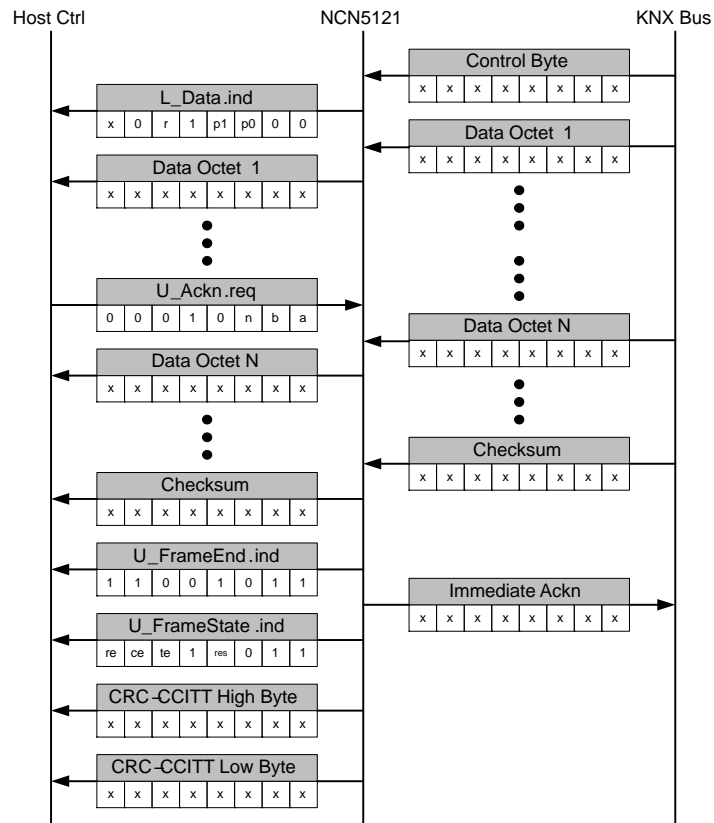 Host Ctrl NCN5121 KNX Bus
Control Byte
x x x x x x x x
L_Data.ind
x 0 r 1 p1 p0 0 0
Data Octet 1
x x x x x x x x
Data Octet 1
x x x x x x x x
U_Ackn.req
0 0 0 1 0 n b a
Data Octet N
x x x x x x x x
Data Octet N
x x x x x x x x
Checksum
x x x x x x x x
Checksum
x x x x x x x x
U_FrameEnd.ind
1 1 0 0 1 0 1 1
Immediate Ackn
x x x x x x x x
U_FrameState.ind
re ce te 1 res 0 1 1
CRC-CCITT High Byte
x x x x x x x x
CRC-CCITT Low Byte
x x x x x x x x